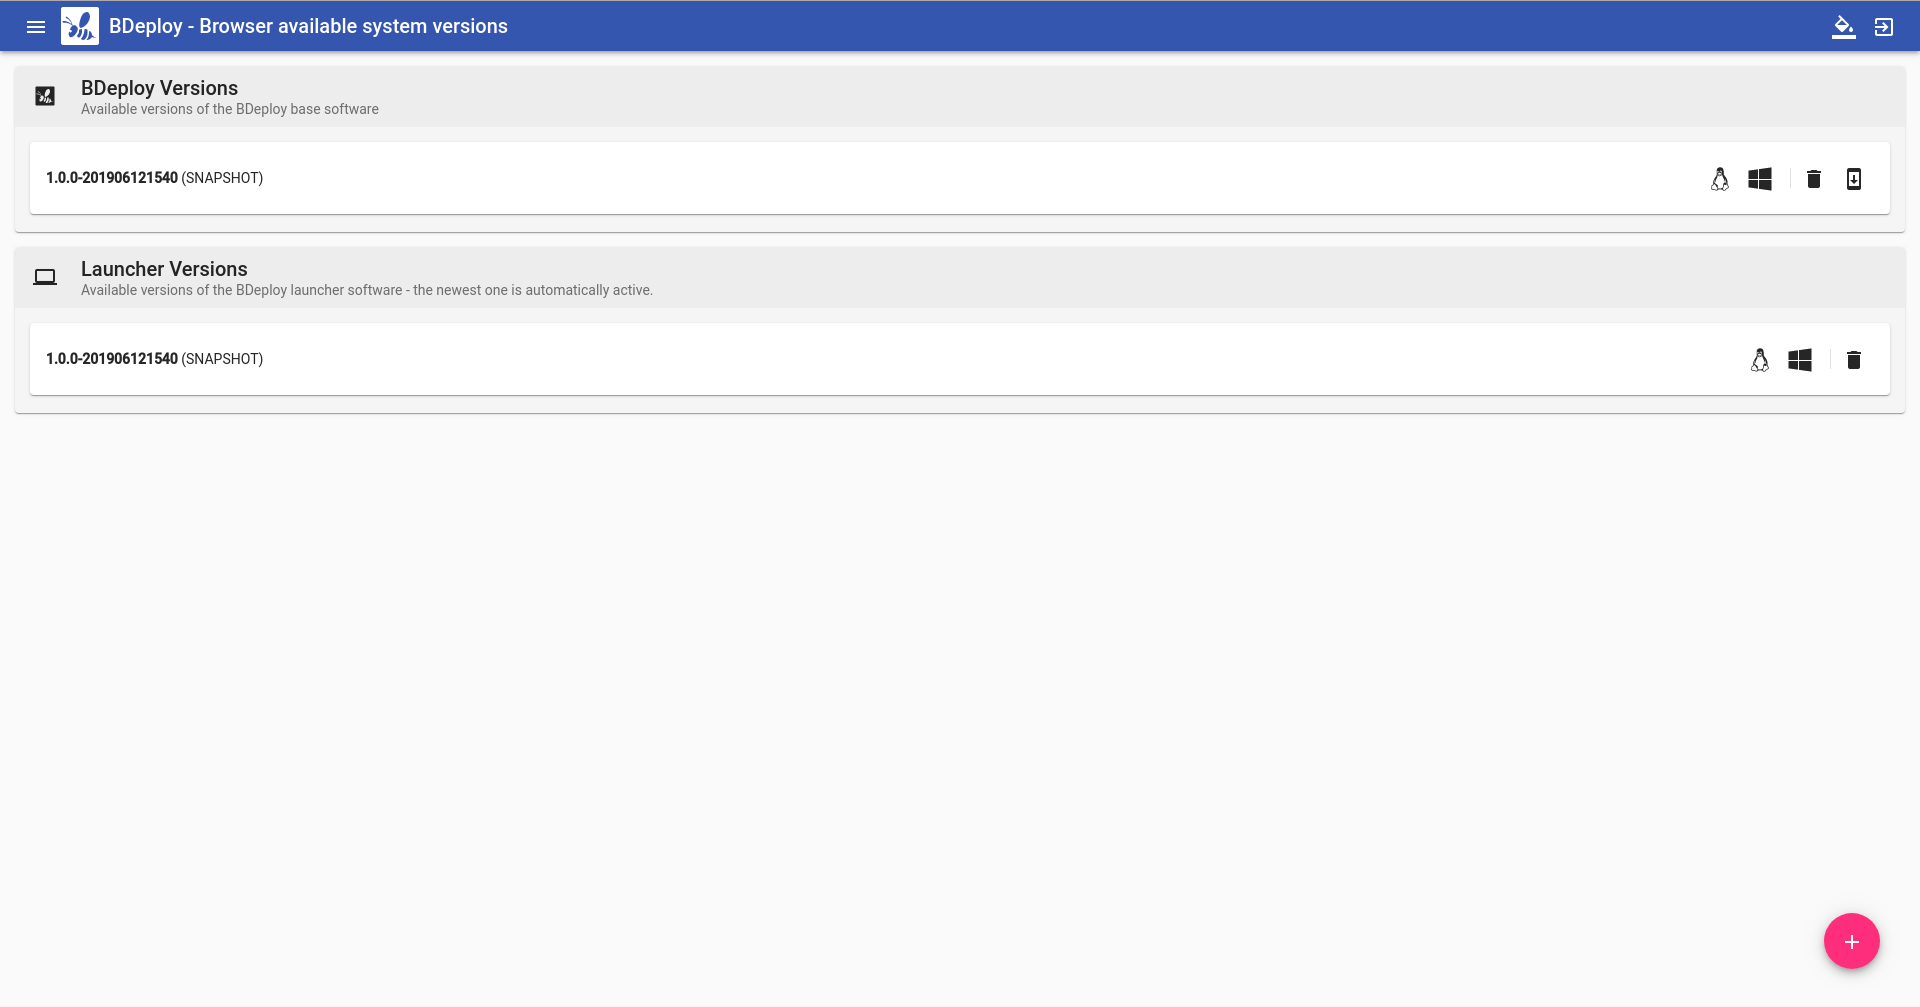 BDeploy - Browser available system versions
BDeploy Versions
Available versions of the BDeploy base software
1.0.0-201906121540 (SNAPSHOT)
Launcher Versions
Available versions of the BDeploy launcher software - the newest one is automatically active.
1.0.0-201906121540 (SNAPSHOT)